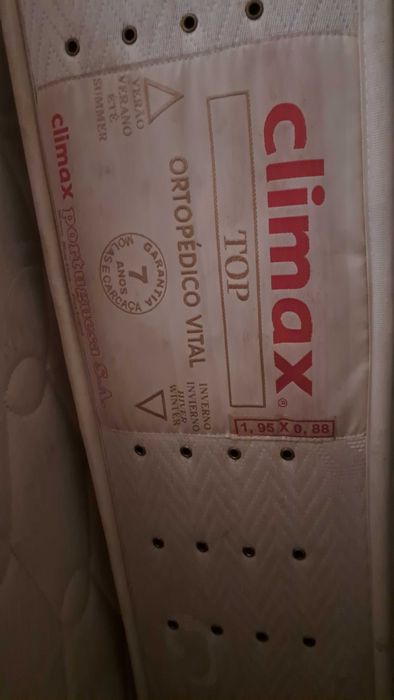 climax®
1,95 X 0,88
TOP
ORTOPÉDICO VITAL
VERÃO
VERANO
ÉTÉ
SUMMER
GARANTIA
7
ANOS
MOLAS E CARCAÇA
INVERNO
INVIERNO
HIVER
WINTER
climax portuguesa S.A.